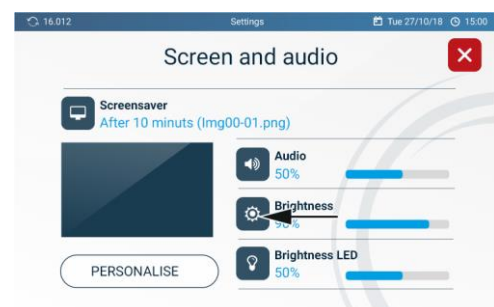 16.012 Settings Tue 27/10/18 15:00
Screen and audio
Screensaver
After 10 minuts (Img00-01.png)
Audio
50%
Brightness
90%
Brightness LED
50%
PERSONALISE